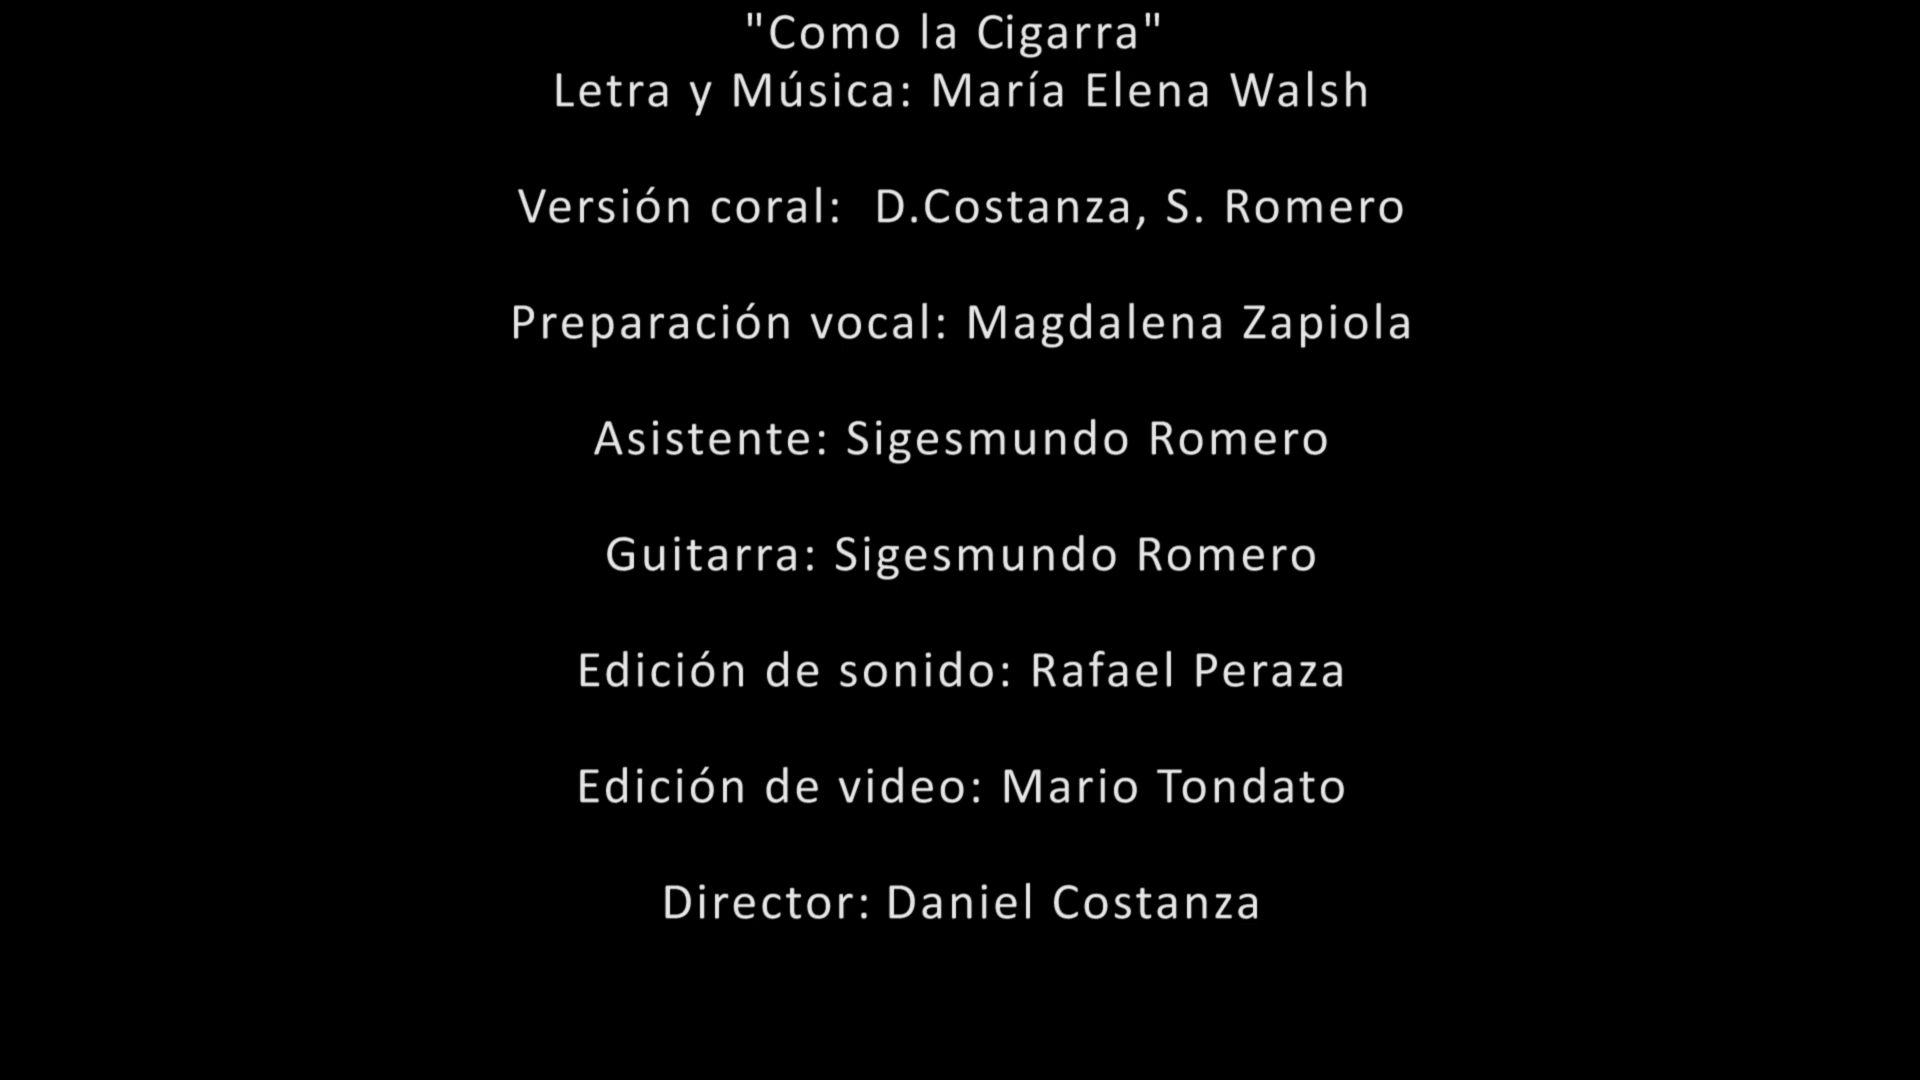 "Como la Cigarra"
Letra y Música: María Elena Walsh
Versión coral:  D.Costanza, S. Romero
Preparación vocal: Magdalena Zapiola
Asistente: Sigesmundo Romero
Guitarra: Sigesmundo Romero
Edición de sonido: Rafael Peraza
Edición de video: Mario Tondato
Director: Daniel Costanza